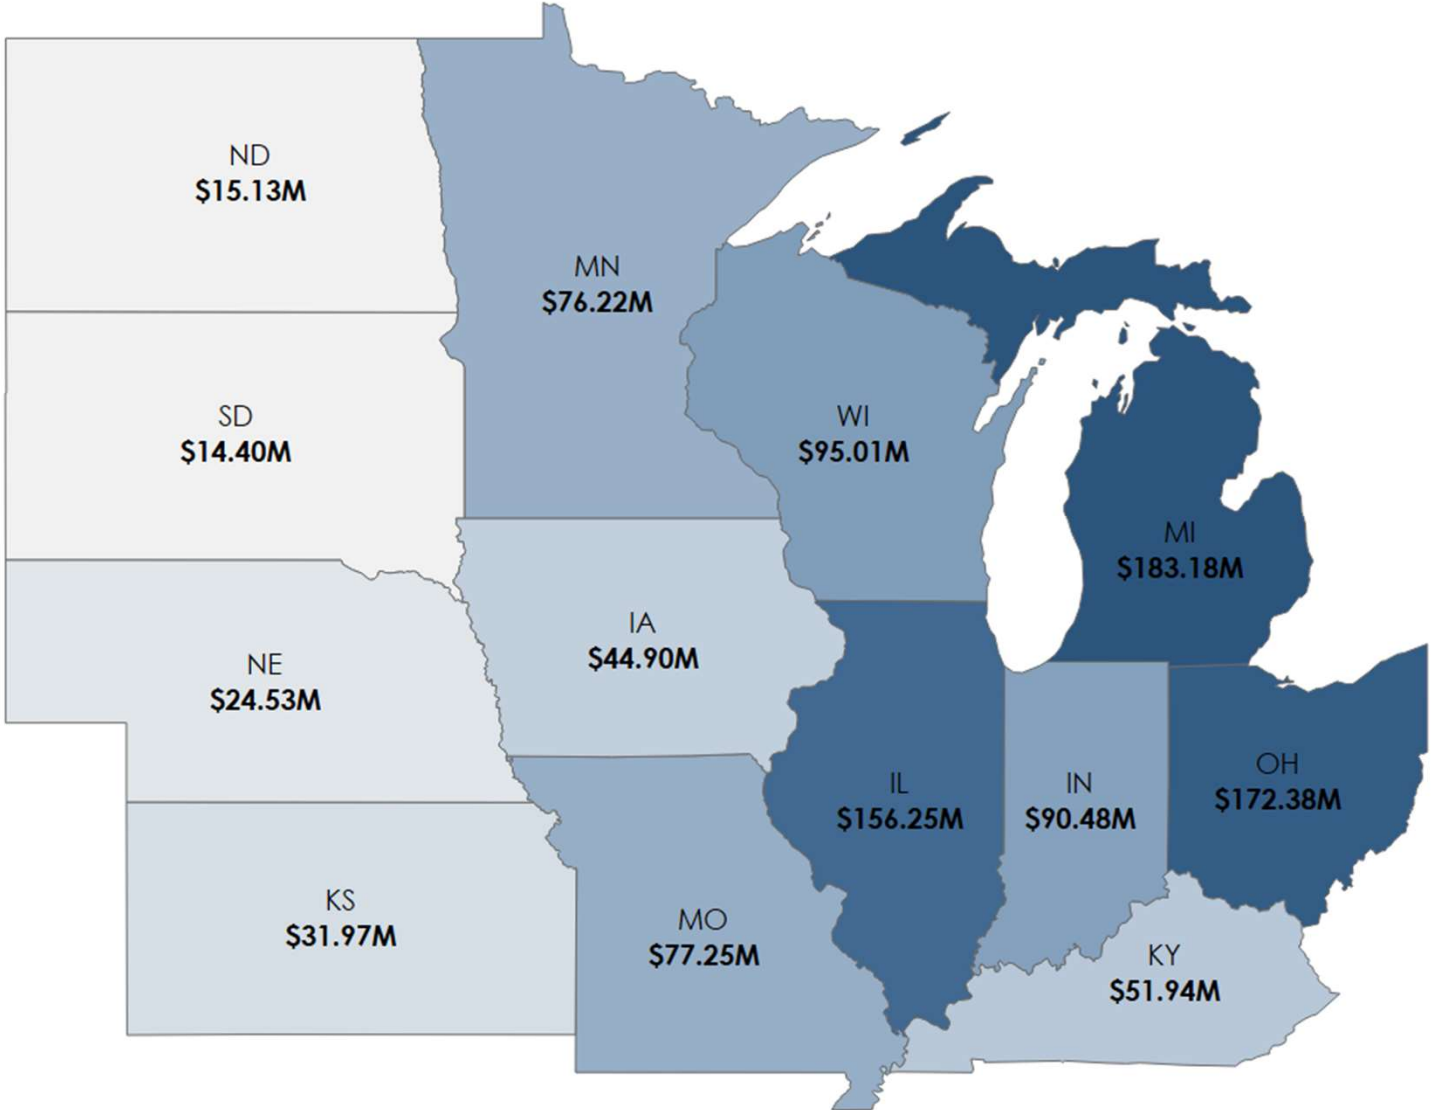 ND
$15.13M
MN
$76.22M
SD
$14.40M
WI
$95.01M
MI
$183.18M
IA
$44.90M
NE
$24.53M
IL
$156.25M
IN
$90.48M
OH
$172.38M
KS
$31.97M
MO
$77.25M
KY
$51.94M